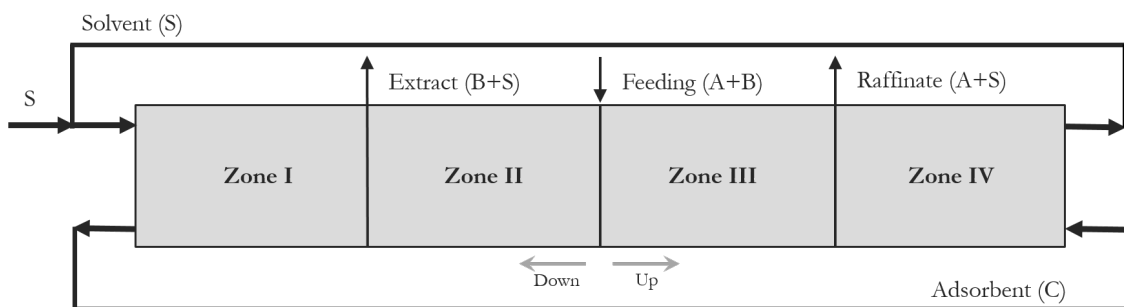 Solvent (S)
S
Extract (B+S)
Feeding (A+B)
Raffinate (A+S)
Zone I
Zone II
Zone III
Zone IV
Down
Up
Adsorbent (C)